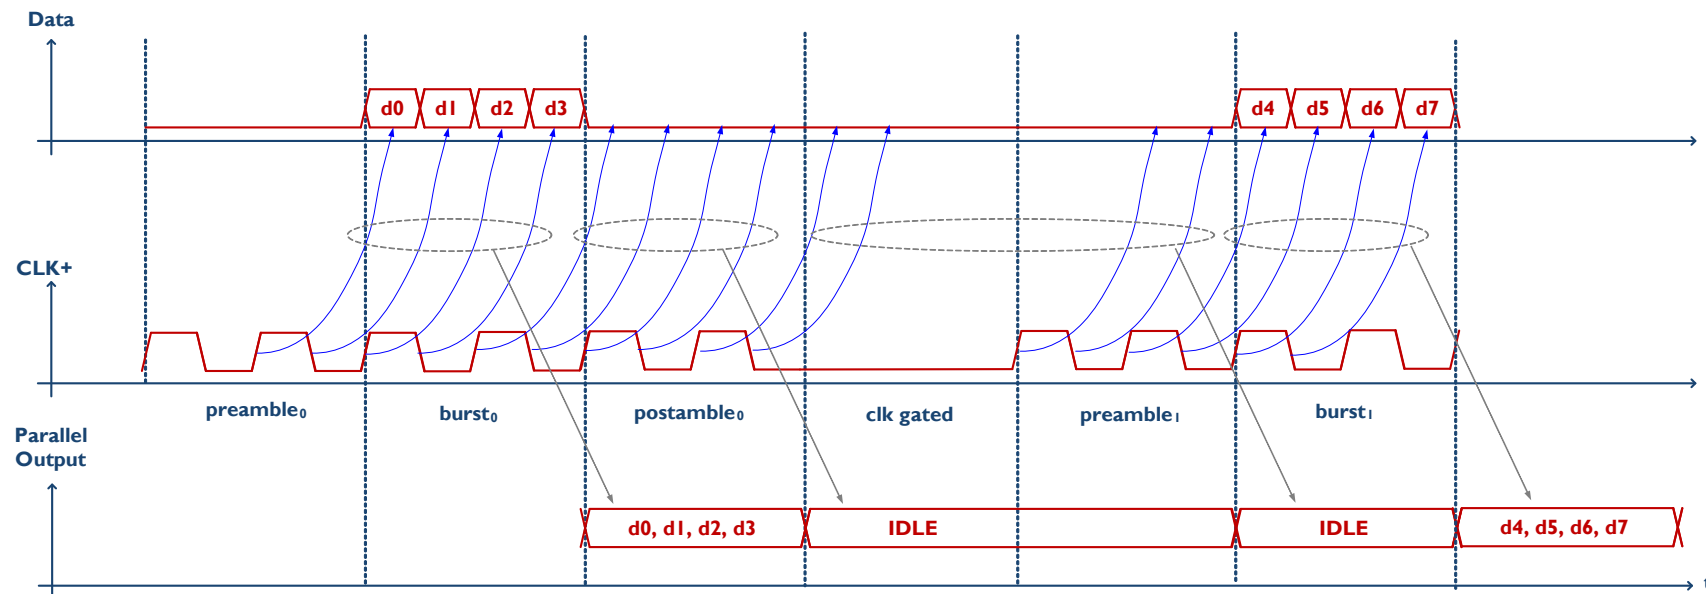 Data
d0 d1 d2 d3 d4 d5 d6 d7
CLK+
preamble₀ burst₀ postamble₀ clk gated preamble₁ burst₁
Parallel
Output
d0, d1, d2, d3 IDLE IDLE d4, d5, d6, d7
t